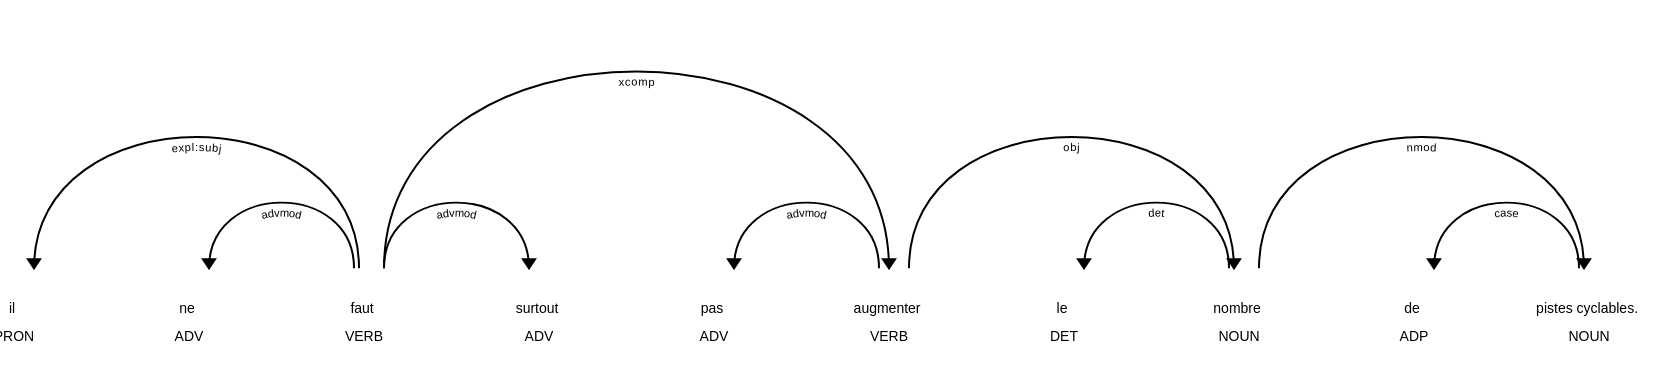 xcomp
expl:subj obj nmod
advmod advmod advmod det case
il ne faut surtout pas augmenter le nombre de pistes cyclables.
PRON ADV VERB ADV ADV VERB DET NOUN ADP NOUN